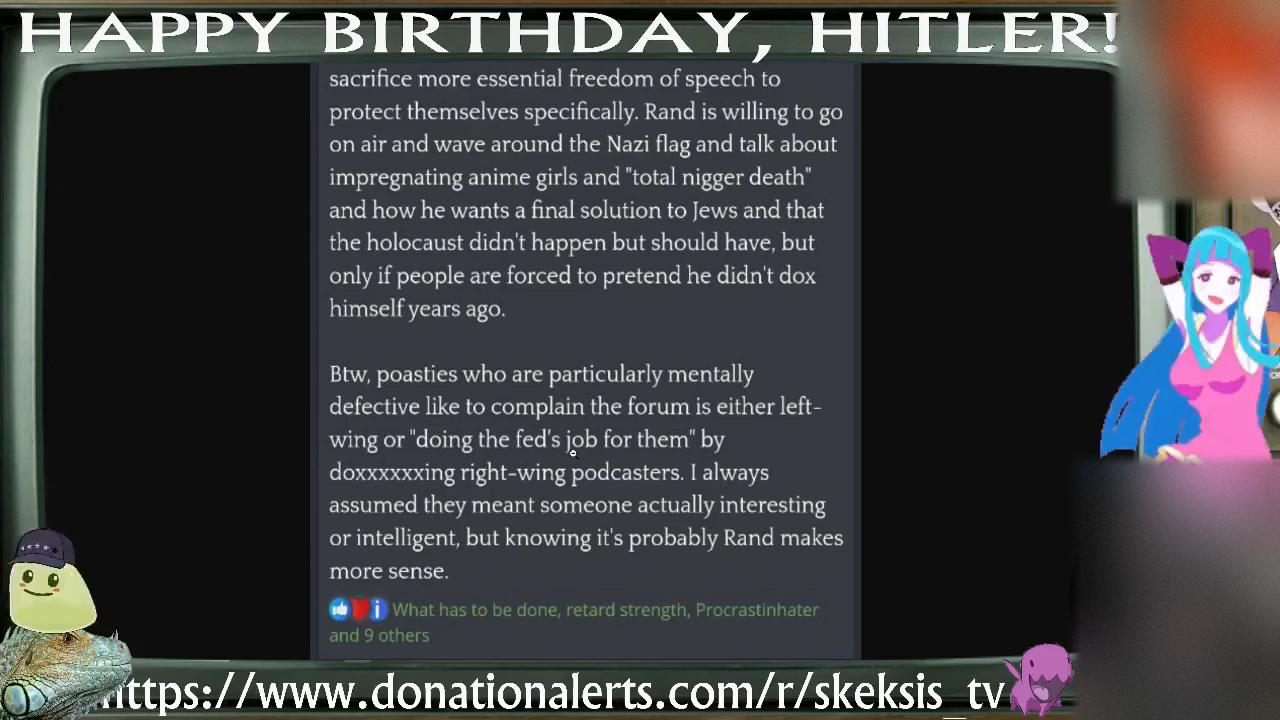 HAPPY BIRTHDAY, HITLER!
sacrifice more essential freedom of speech to
protect themselves specifically. Rand is willing to go
on air and wave around the Nazi flag and talk about
impregnating anime girls and "total nigger death"
and how he wants a final solution to Jews and that
the holocaust didn't happen but should have, but
only if people are forced to pretend he didn't dox
himself years ago.
Btw, poasties who are particularly mentally
defective like to complain the forum is either left-
wing or "doing the fed's job for them" by
doxxxxxxing right-wing podcasters. I always
assumed they meant someone actually interesting
or intelligent, but knowing it's probably Rand makes
more sense.
What has to be done, retard strength, Procrastinhater
and 9 others
https://www.donationalerts.com/r/skeksis_tv